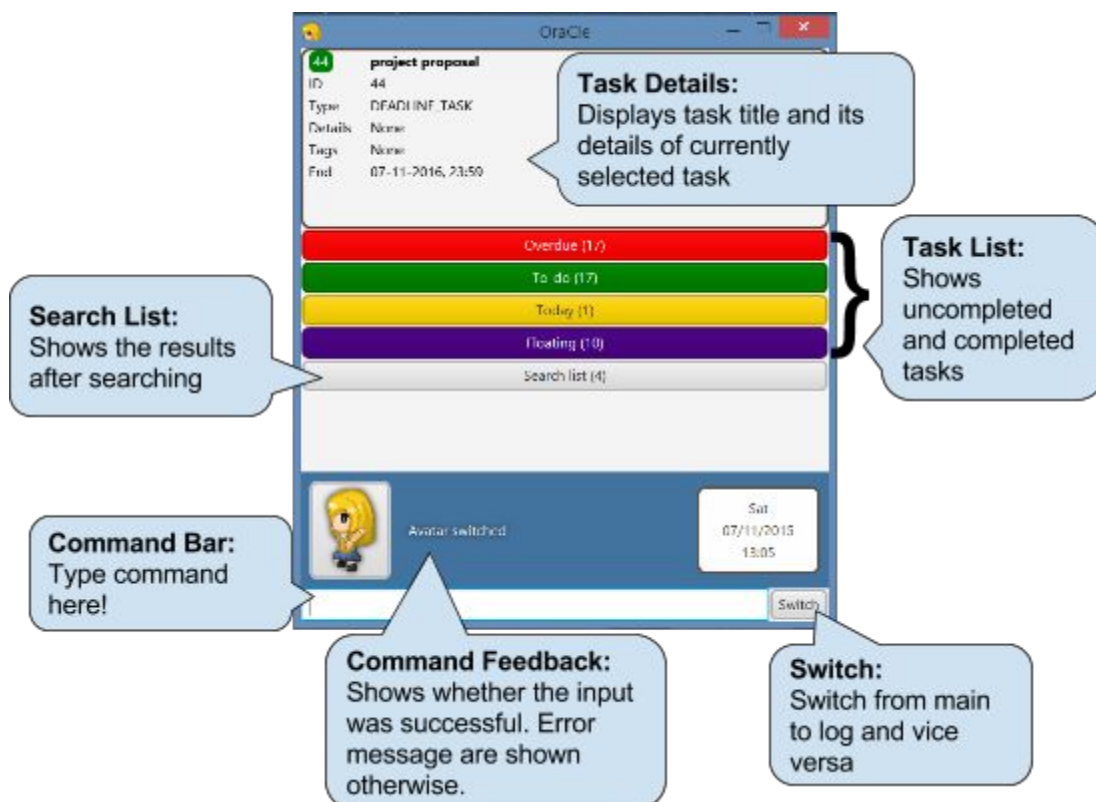 OraCle
44 project proposal
ID 44
Type DEADLINE_TASK
Details None
Tags None
End 07-11-2016, 23:59
Task Details:
Displays task title and its
details of currently
selected task
Overdue (17)
To-do (17)
Today (1)
Floating (10)
Search list (4)
Task List:
Shows
uncompleted
and completed
tasks
Search List:
Shows the results
after searching
Avatar switched
Sat
07/11/2015
13:05
Command Bar:
Type command
here!
Switch
Command Feedback:
Shows whether the input
was successful. Error
message are shown
otherwise.
Switch:
Switch from main
to log and vice
versa